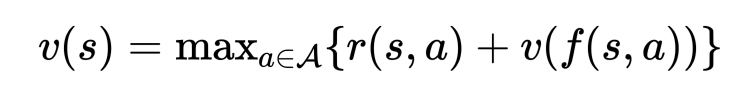 v(s) = max_{a∈𝒜}{r(s, a) + v(f(s, a))}